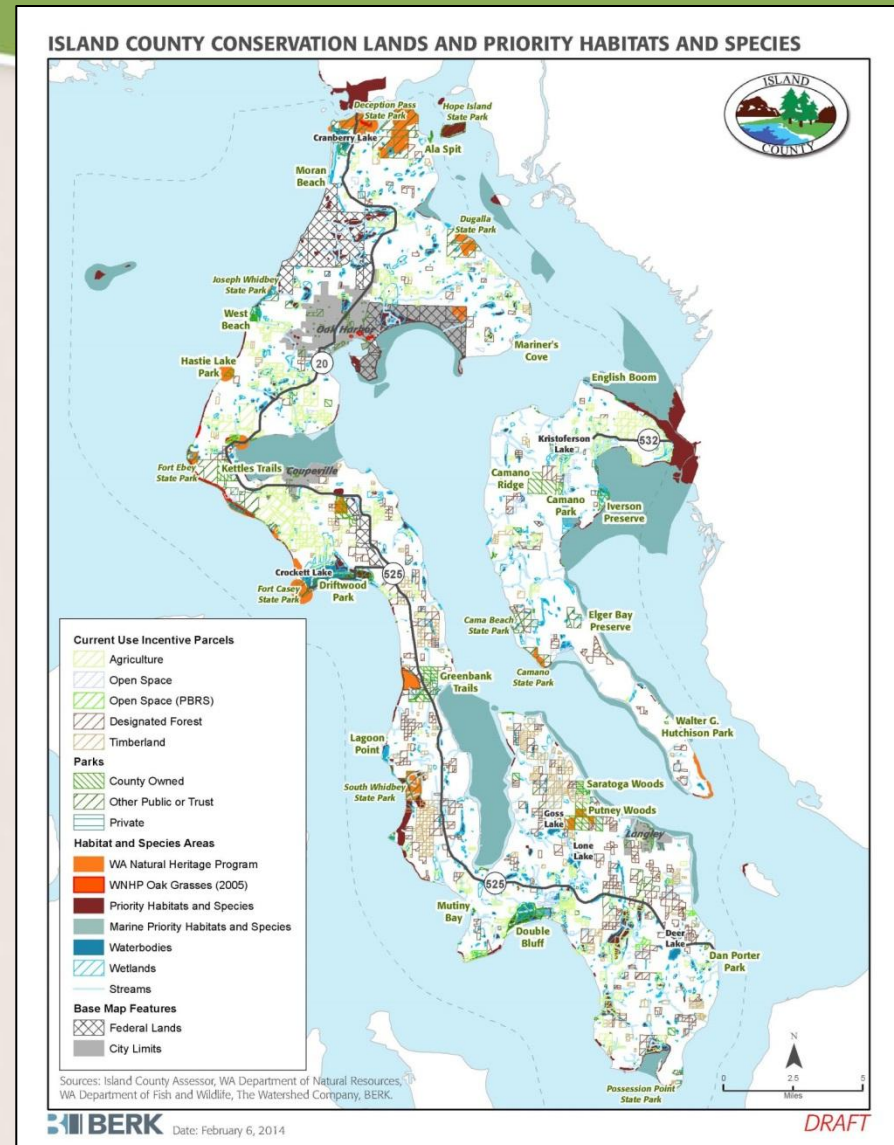 ISLAND COUNTY CONSERVATION LANDS AND PRIORITY HABITATS AND SPECIES
ISLAND
COUNTY
Deception Pass
State Park
Hope Island
State Park
Cranberry Lake
Ala Spit
Moran
Beach
Dugalla
State Park
Joseph Whidbey
State Park
West
Beach
Oak Harbor
Mariner's
Cove
Hastie Lake
Park
20
English Boom
Kristoferson
Lake
532
Fort Ebey
State Park
Kettles Trails
Coupeville
Camano
Ridge
Camano
Park
Iverson
Preserve
Crockett Lake
Driftwood
Park
525
Fort Casey
State Park
Cama Beach
State Park
Elger Bay
Preserve
Camano
State Park
Greenbank
Trails
Walter G.
Hutchison Park
Lagoon
Point
South Whidbey
State Park
Saratoga Woods
Putney Woods
Goss
Lake
Langley
Lone
Lake
525
Mutiny
Bay
Double
Bluff
Deer
Lake
Dan Porter
Park
Possession Point
State Park
Current Use Incentive Parcels
Agriculture
Open Space
Open Space (PBRS)
Designated Forest
Timberland
Parks
County Owned
Other Public or Trust
Private
Habitat and Species Areas
WA Natural Heritage Program
WNHP Oak Grasses (2005)
Priority Habitats and Species
Marine Priority Habitats and Species
Waterbodies
Wetlands
Streams
Base Map Features
Federal Lands
City Limits
N
0 2.5 5
Miles
Sources: Island County Assessor, WA Department of Natural Resources,
WA Department of Fish and Wildlife, The Watershed Company, BERK.
BERK Date: February 6, 2014
DRAFT